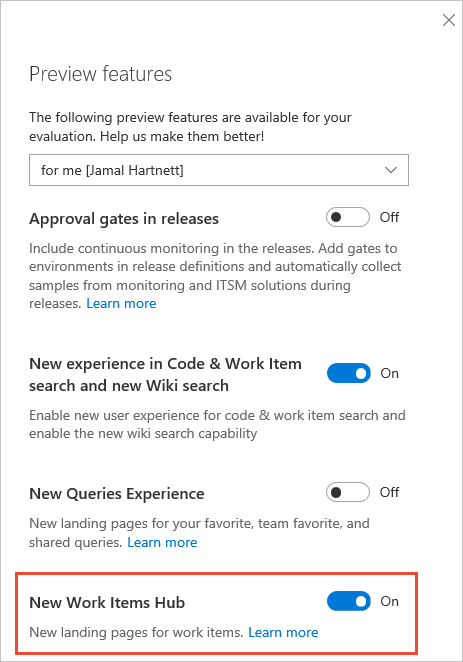 Preview features
The following preview features are available for your
evaluation. Help us make them better!
for me [Jamal Hartnett]
Approval gates in releases Off
Include continuous monitoring in the releases. Add gates to
environments in release definitions and automatically collect
samples from monitoring and ITSM solutions during
releases. Learn more
New experience in Code & Work Item
search and new Wiki search On
Enable new user experience for code & work item search and
enable the new wiki search capability
New Queries Experience Off
New landing pages for your favorite, team favorite, and
shared queries. Learn more
New Work Items Hub On
New landing pages for work items. Learn more